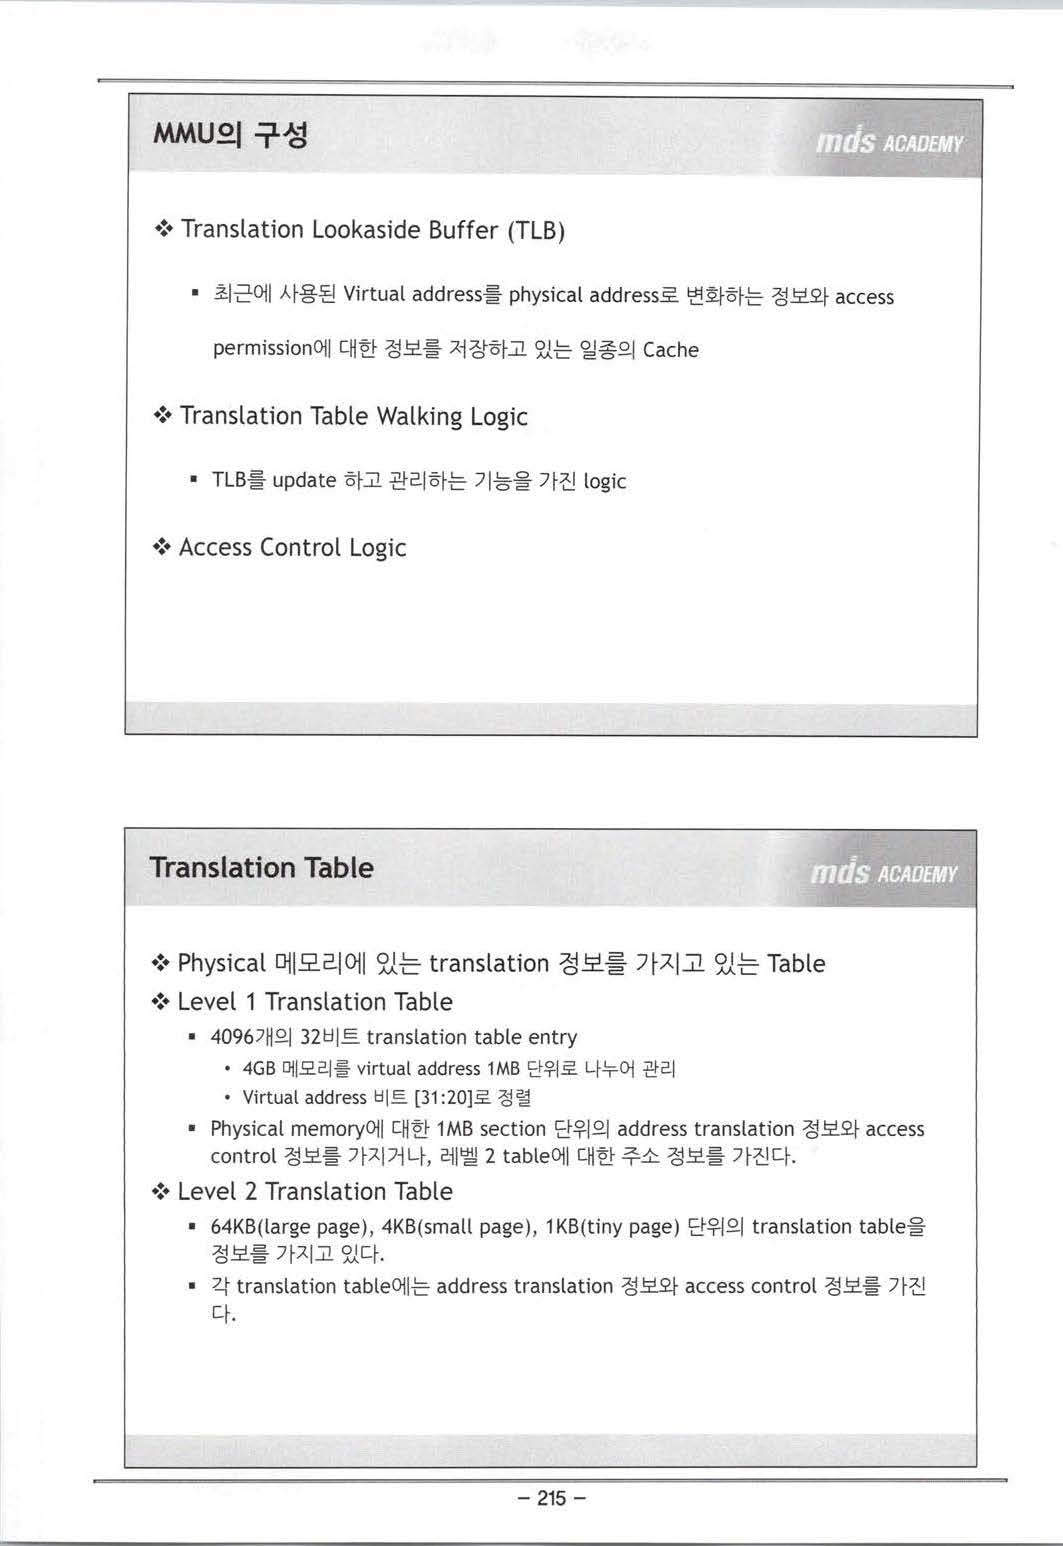 MMU의 구성
mds ACADEMY
❖ Translation Lookaside Buffer (TLB)
▪ 최근에 사용된 Virtual address를 physical address로 변화하는 정보와 access
permission에 대한 정보를 저장하고 있는 일종의 Cache
❖ Translation Table Walking Logic
▪ TLB를 update 하고 관리하는 기능을 가진 logic
❖ Access Control Logic
Translation Table
mds ACADEMY
❖ Physical 메모리에 있는 translation 정보를 가지고 있는 Table
❖ Level 1 Translation Table
▪ 4096개의 32비트 translation table entry
• 4GB 메모리를 virtual address 1MB 단위로 나누어 관리
• Virtual address 비트 [31:20]로 정렬
▪ Physical memory에 대한 1MB section 단위의 address translation 정보와 access
control 정보를 가지거나, 레벨 2 table에 대한 주소 정보를 가진다.
❖ Level 2 Translation Table
▪ 64KB(large page), 4KB(small page), 1KB(tiny page) 단위의 translation table을
정보를 가지고 있다.
▪ 각 translation table에는 address translation 정보와 access control 정보를 가진
다.
- 215 -